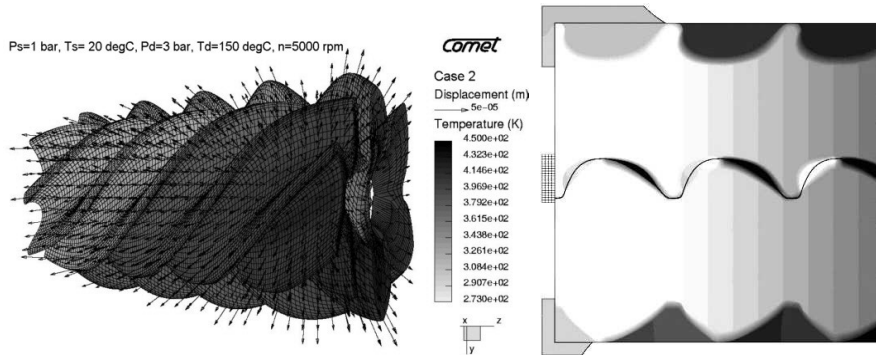 Ps=1 bar, Ts= 20 degC, Pd=3 bar, Td=150 degC, n=5000 rpm
comet
Case 2
Displacement (m)
5e-05
Temperature (K)
4.500e+02
4.323e+02
4.146e+02
3.969e+02
3.792e+02
3.615e+02
3.438e+02
3.261e+02
3.084e+02
2.907e+02
2.730e+02
x z
y